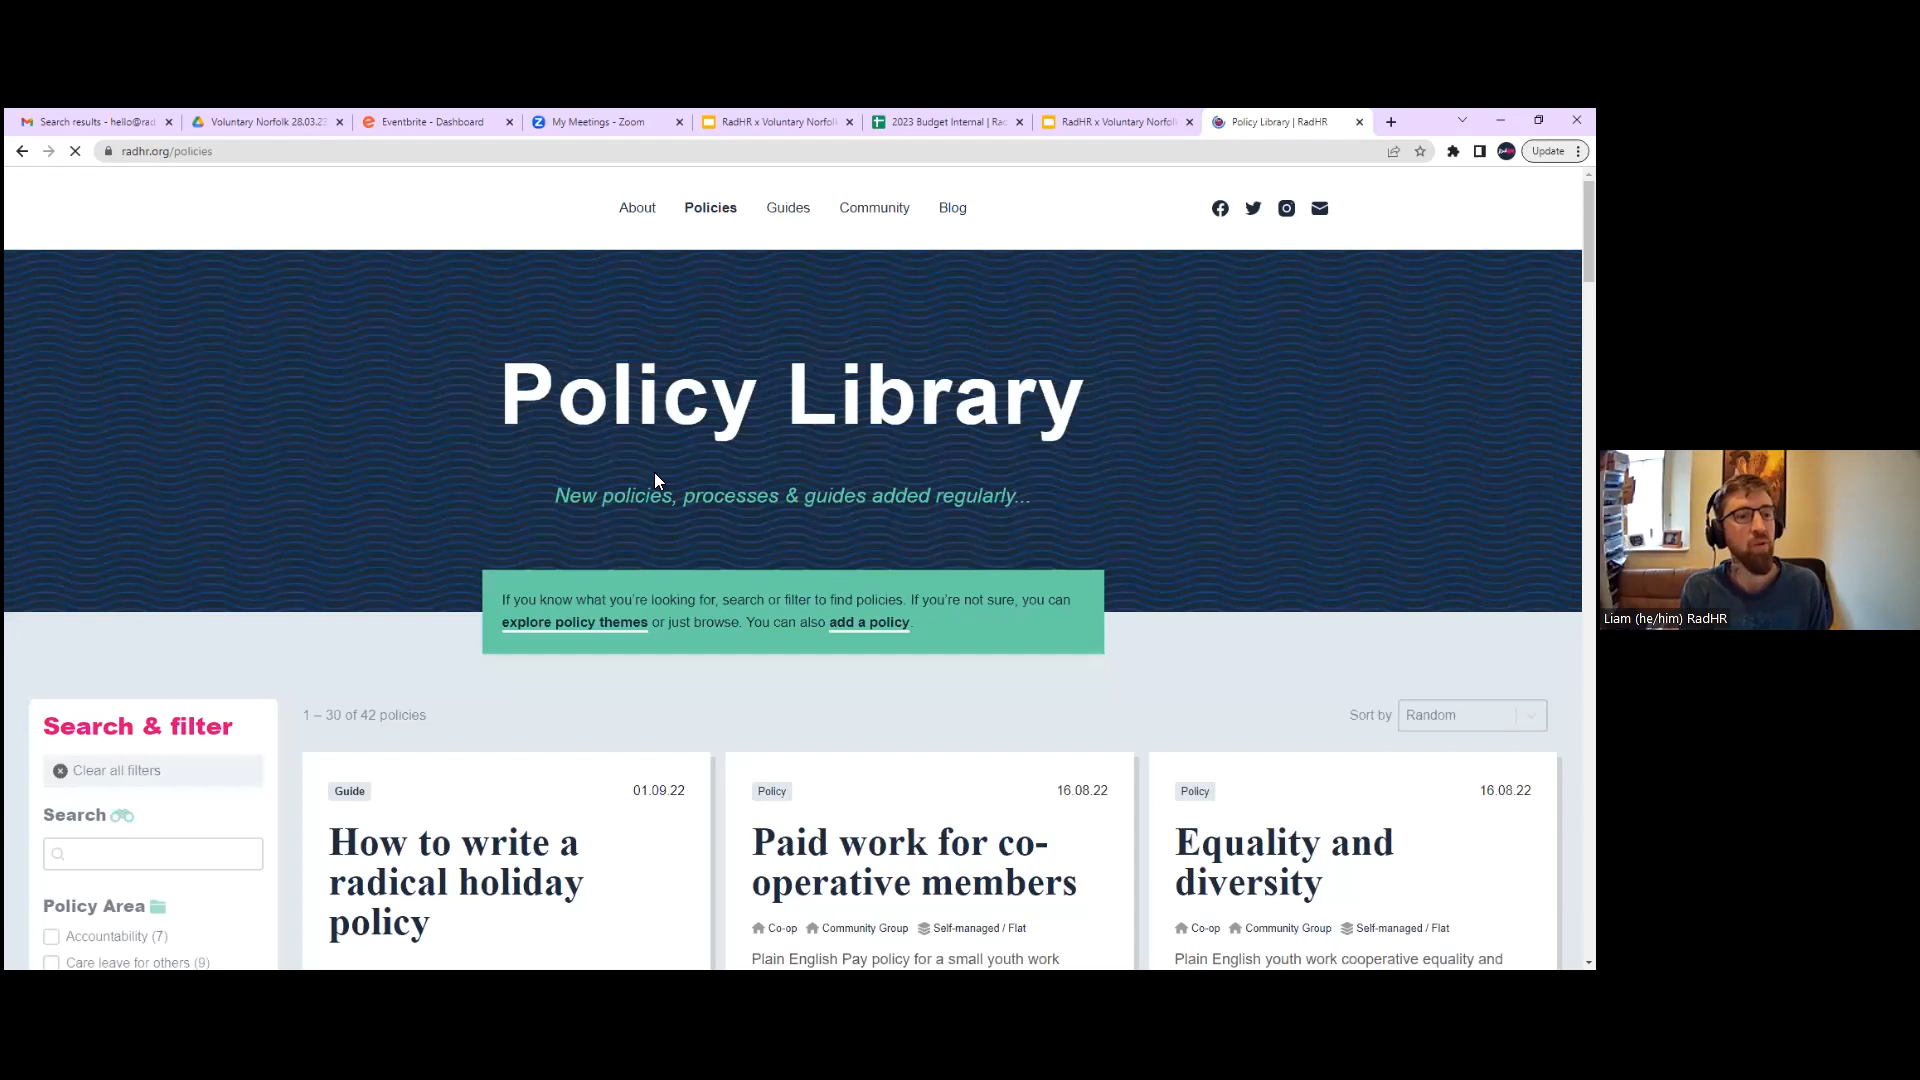 Search results - hello@rad
Voluntary Norfolk 28.03.23
Eventbrite - Dashboard
My Meetings - Zoom
RadHR x Voluntary Norfolk
2023 Budget Internal | Rad
RadHR x Voluntary Norfolk
Policy Library | RadHR
radhr.org/policies
Update
About
Policies
Guides
Community
Blog
Policy Library
New policies, processes & guides added regularly...
If you know what you're looking for, search or filter to find policies. If you're not sure, you can
explore policy themes or just browse. You can also add a policy.
Search & filter
Clear all filters
Search
Policy Area
Accountability (7)
Care leave for others (9)
1 – 30 of 42 policies
Sort by
Random
Guide
01.09.22
How to write a
radical holiday
policy
Policy
16.08.22
Paid work for co-
operative members
Co-op
Community Group
Self-managed / Flat
Plain English Pay policy for a small youth work
Policy
16.08.22
Equality and
diversity
Co-op
Community Group
Self-managed / Flat
Plain English youth work cooperative equality and
Liam (he/him) RadHR